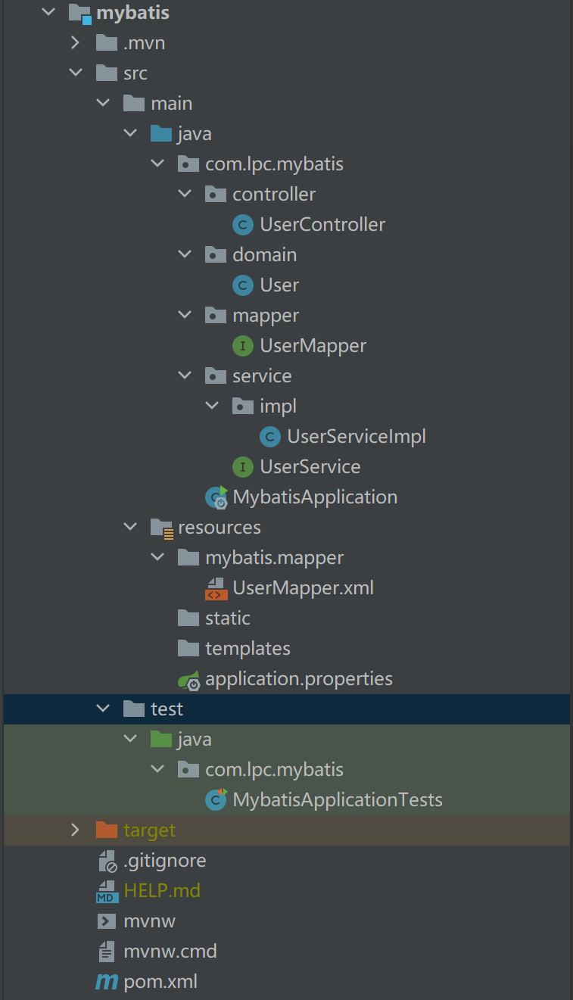 mybatis
.mvn
src
main
java
com.lpc.mybatis
controller
UserController
domain
User
mapper
UserMapper
service
impl
UserServiceImpl
UserService
MybatisApplication
resources
mybatis.mapper
UserMapper.xml
static
templates
application.properties
test
java
com.lpc.mybatis
MybatisApplicationTests
target
.gitignore
HELP.md
mvnw
mvnw.cmd
pom.xml